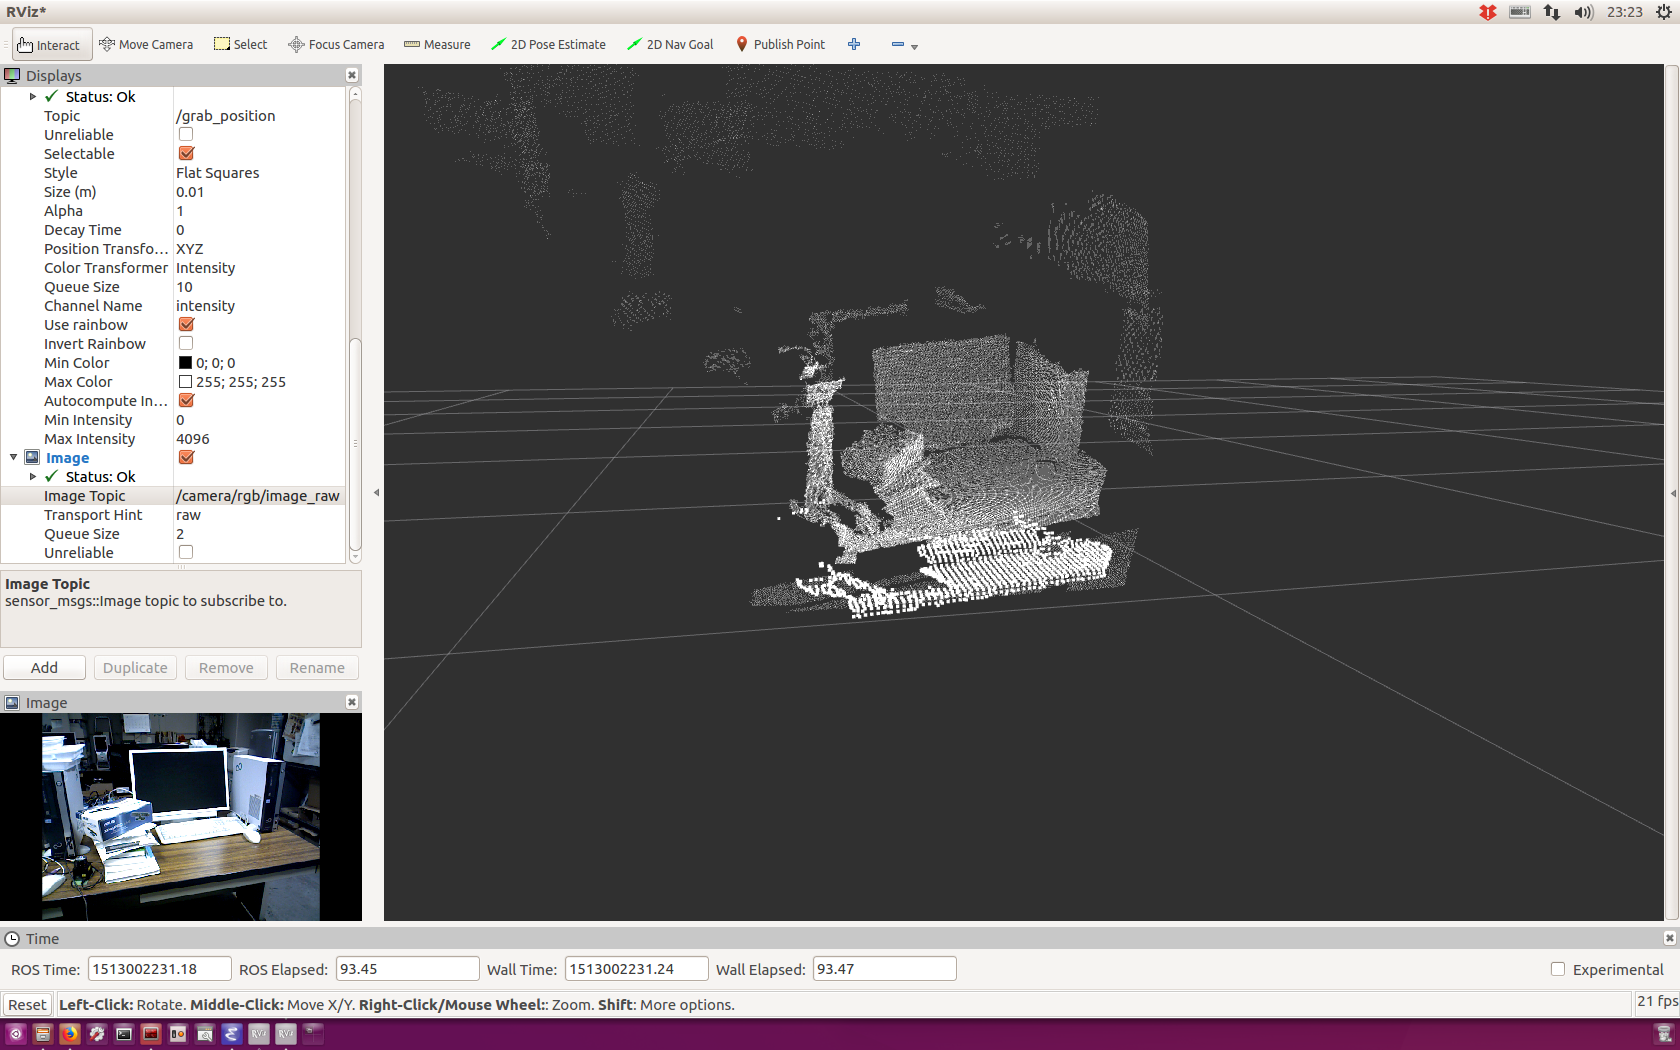 RViz*
23:23
Interact Move Camera Select Focus Camera Measure 2D Pose Estimate 2D Nav Goal Publish Point
Displays
Status: Ok
Topic /grab_position
Unreliable
Selectable
Style Flat Squares
Size (m) 0.01
Alpha 1
Decay Time 0
Position Transfo... XYZ
Color Transformer Intensity
Queue Size 10
Channel Name intensity
Use rainbow
Invert Rainbow
Min Color 0; 0; 0
Max Color 255; 255; 255
Autocompute In...
Min Intensity 0
Max Intensity 4096
Image
Status: Ok
Image Topic /camera/rgb/image_raw
Transport Hint raw
Queue Size 2
Unreliable
Image Topic
sensor_msgs::Image topic to subscribe to.
Add Duplicate Remove Rename
Image
Time
ROS Time: 1513002231.18 ROS Elapsed: 93.45 Wall Time: 1513002231.24 Wall Elapsed: 93.47 Experimental
Reset Left-Click: Rotate. Middle-Click: Move X/Y. Right-Click/Mouse Wheel:: Zoom. Shift: More options. 21 fps